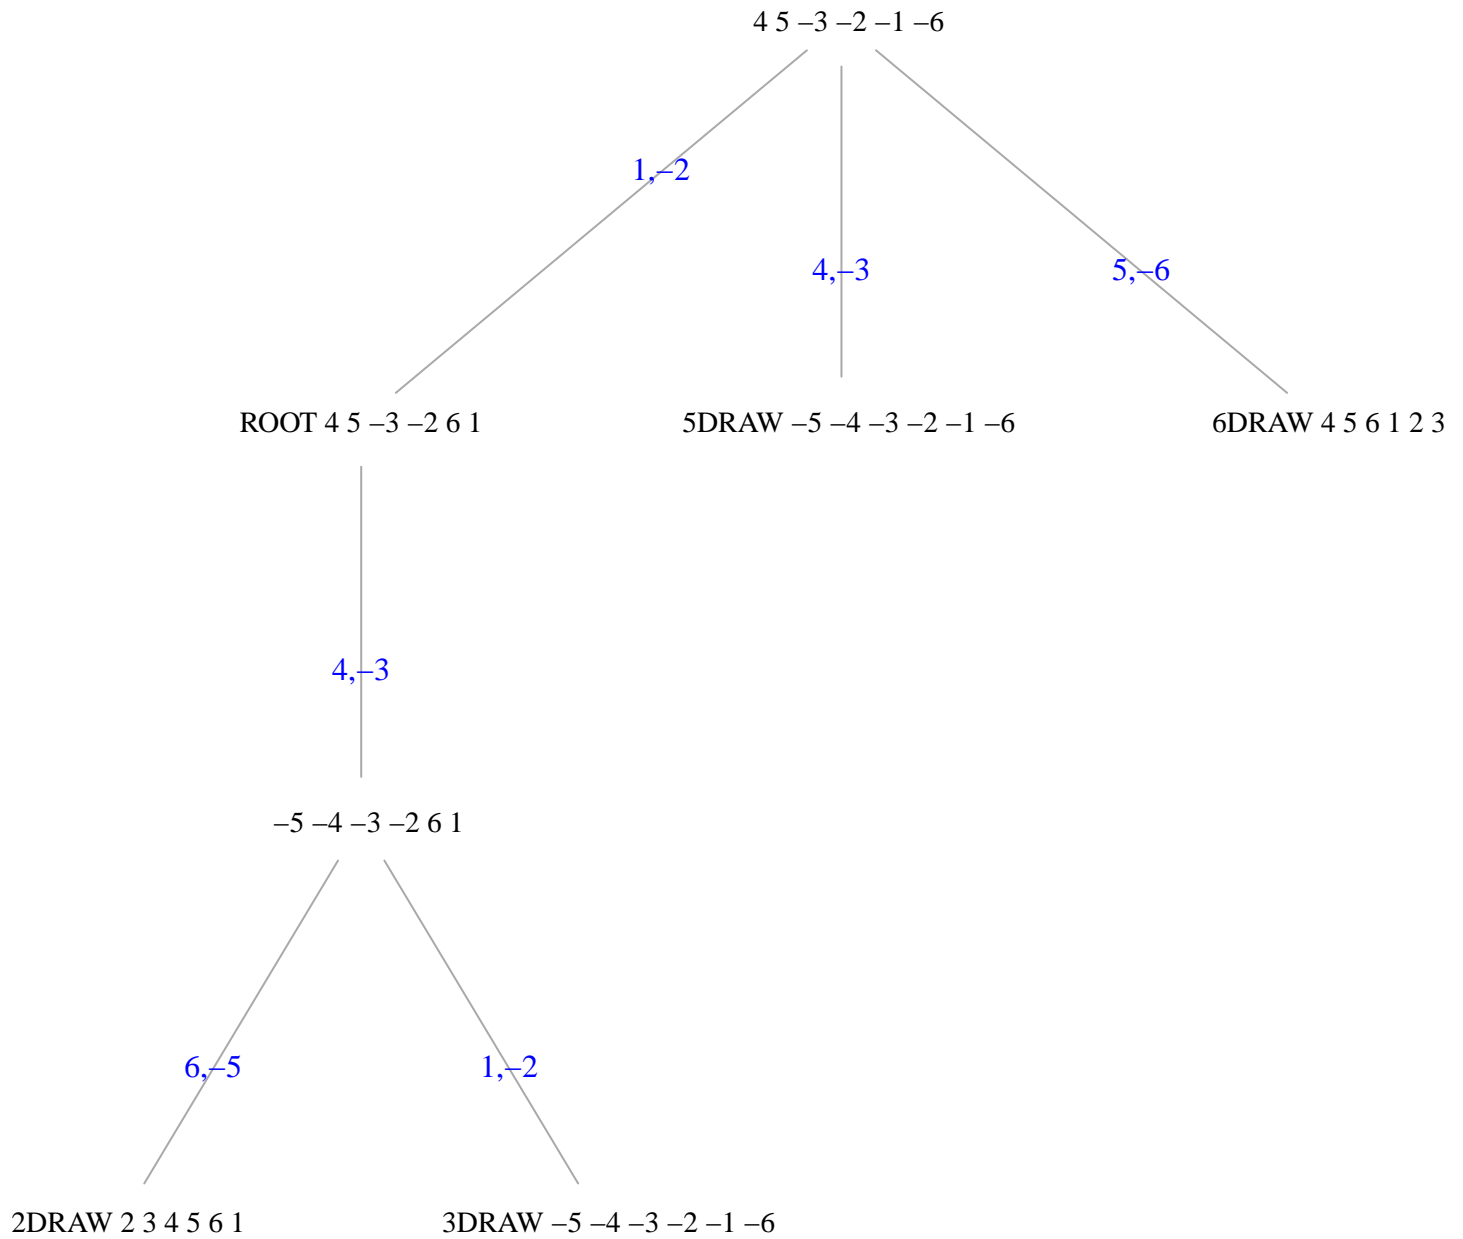 4 5 –3 –2 –1 –6
1,–2
4,–3
5,–6
ROOT 4 5 –3 –2 6 1
5DRAW –5 –4 –3 –2 –1 –6
6DRAW 4 5 6 1 2 3
4,–3
–5 –4 –3 –2 6 1
6,–5
1,–2
2DRAW 2 3 4 5 6 1
3DRAW –5 –4 –3 –2 –1 –6